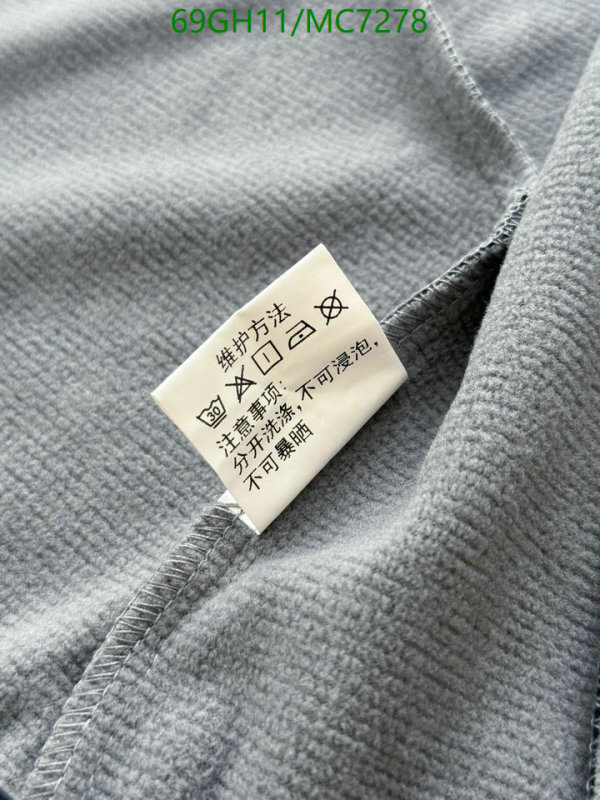 69GH11/MC7278
维护方法
30
注意事项:
分开洗涤,不可浸泡,
不可暴晒